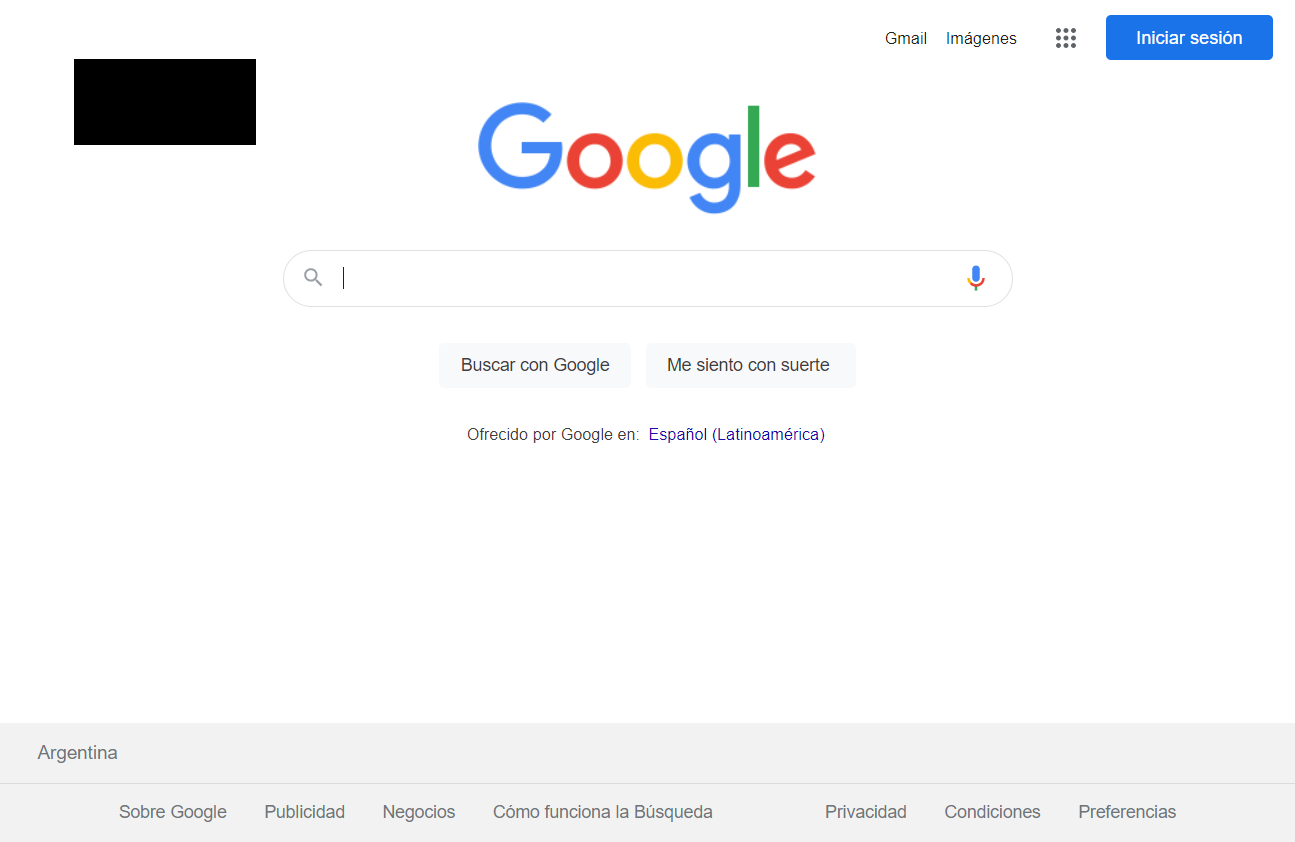 Gmail Imágenes Iniciar sesión
Google
Buscar con Google Me siento con suerte
Ofrecido por Google en: Español (Latinoamérica)
Argentina
Sobre Google Publicidad Negocios Cómo funciona la Búsqueda Privacidad Condiciones Preferencias